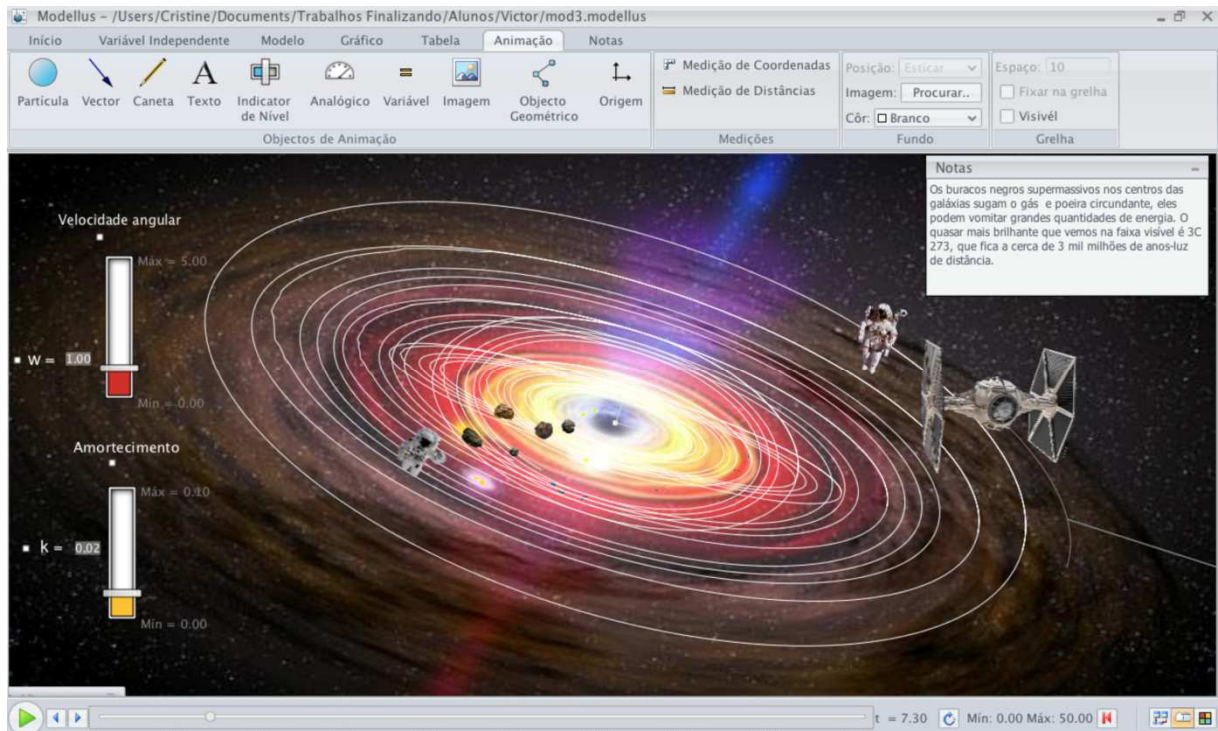 Modellus - /Users/Cristine/Documents/Trabalhos Finalizando/Alunos/Victor/mod3.modellus
Início Variável Independente Modelo Gráfico Tabela Animação Notas
Partícula Vector Caneta Texto Indicator de Nível Analógico Variável Imagem Objecto Geométrico Origem
Objectos de Animação
Medição de Coordenadas
Medição de Distâncias
Medições
Posição: Esticar
Imagem: Procurar..
Côr: Branco
Fundo
Espaço: 10
Fixar na grelha
Visivél
Grelha
Notas
Os buracos negros supermassivos nos centros das
galáxias sugam o gás e poeira circundante, eles
podem vomitar grandes quantidades de energia. O
quasar mais brilhante que vemos na faixa visível é 3C
273, que fica a cerca de 3 mil milhões de anos-luz
de distância.
Velocidade angular
Máx = 5.00
w = 1.00
Mín = 0.00
Amortecimento
Máx = 0.10
k = 0.02
Mín = 0.00
t = 7.30 Mín: 0.00 Máx: 50.00